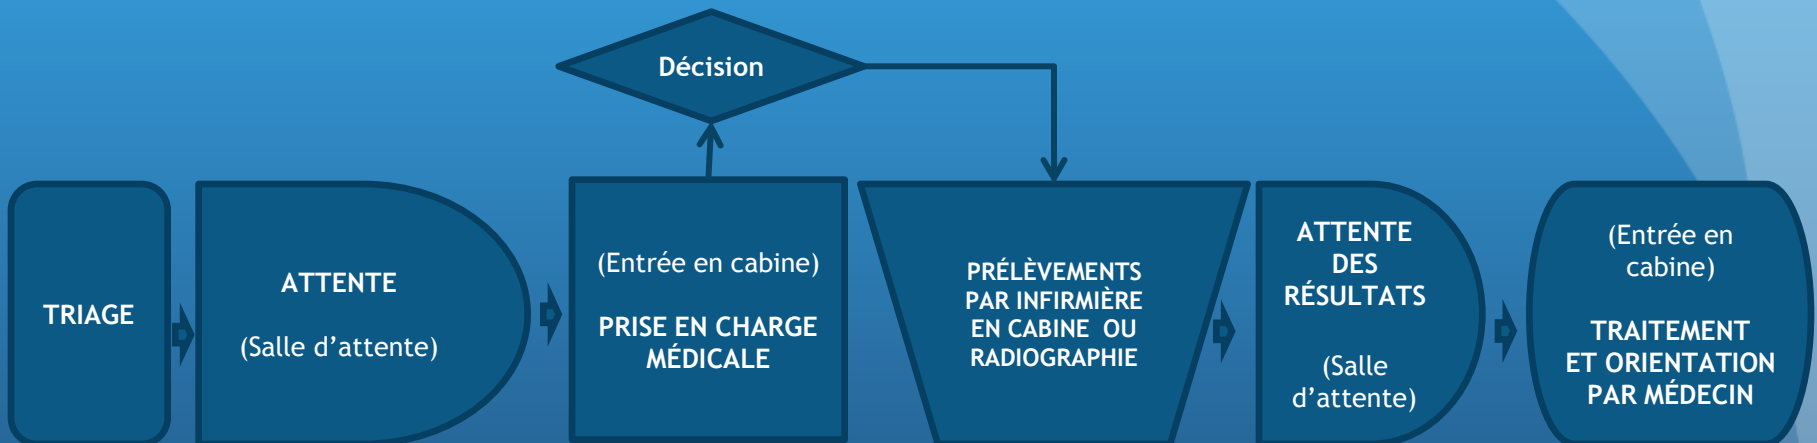 Décision
TRIAGE
ATTENTE
(Salle d'attente)
(Entrée en cabine)
PRISE EN CHARGE
MÉDICALE
PRÉLÈVEMENTS
PAR INFIRMIÈRE
EN CABINE OU
RADIOGRAPHIE
ATTENTE
DES
RÉSULTATS
(Salle
d'attente)
(Entrée en
cabine)
TRAITEMENT
ET ORIENTATION
PAR MÉDECIN